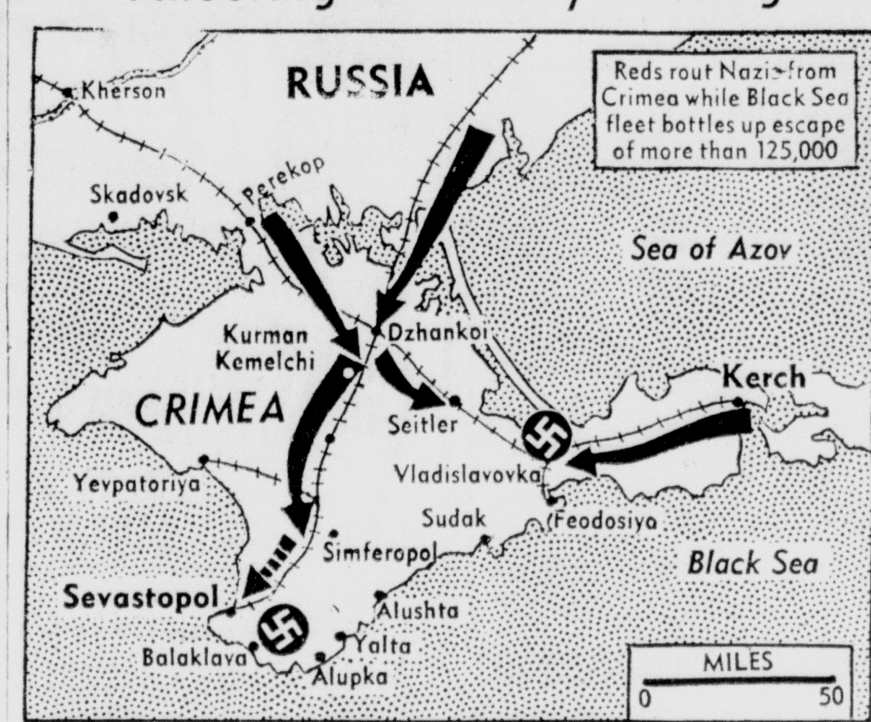 RUSSIA
Reds rout Nazis from
Crimea while Black Sea
fleet bottles up escape
of more than 125,000
Kherson
Perekop
Skadovsk
Sea of Azov
Dzhankoi
Kurman
Kemelchi
Kerch
CRIMEA
Seitler
Vladislavovka
Yevpatoriya
Sudak
Feodosiya
Simferopol
Black Sea
Sevastopol
Alushta
Balaklava
Yalta
Alupka
MILES
0 50